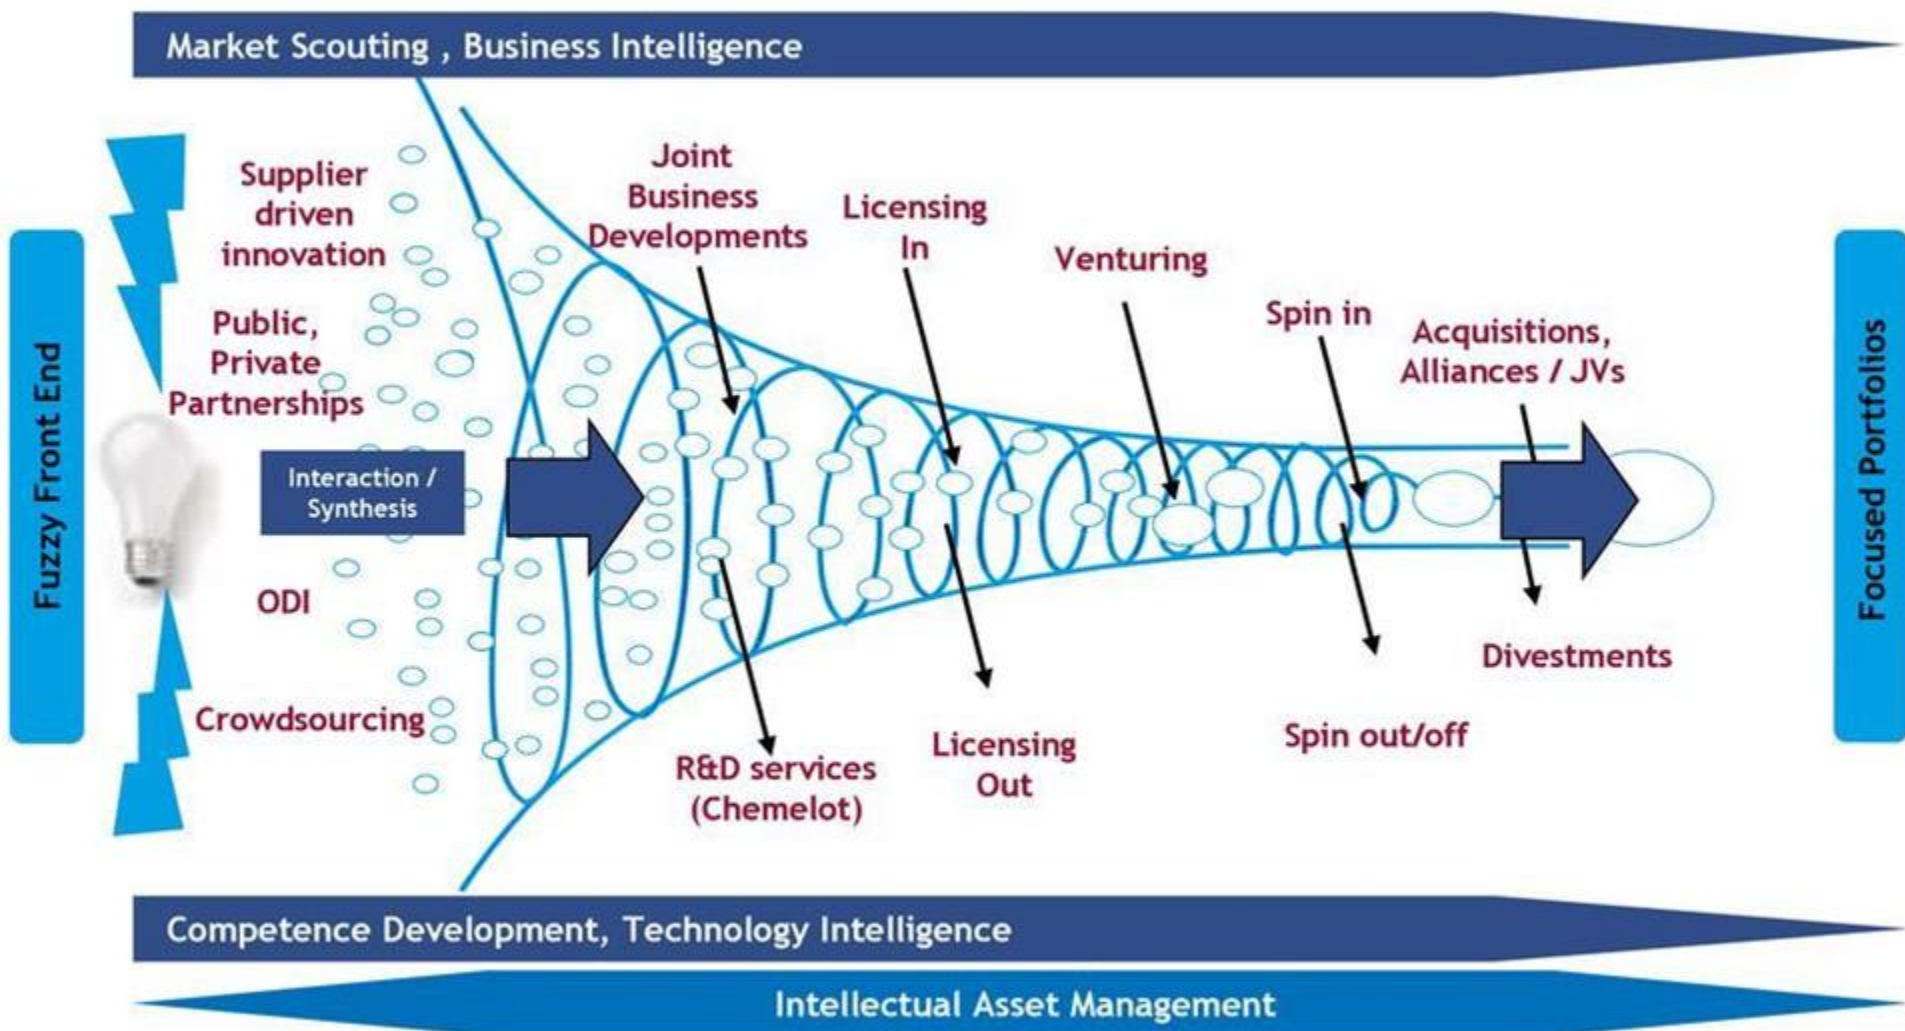 Market Scouting , Business Intelligence
Fuzzy Front End
Supplier
driven
innovation
Public,
Private
Partnerships
Interaction /
Synthesis
ODI
Crowdsourcing
Joint
Business
Developments
Licensing
In
Venturing
Spin in
Acquisitions,
Alliances / JVs
R&D services
(Chemelot)
Licensing
Out
Spin out/off
Divestments
Focused Portfolios
Competence Development, Technology Intelligence
Intellectual Asset Management